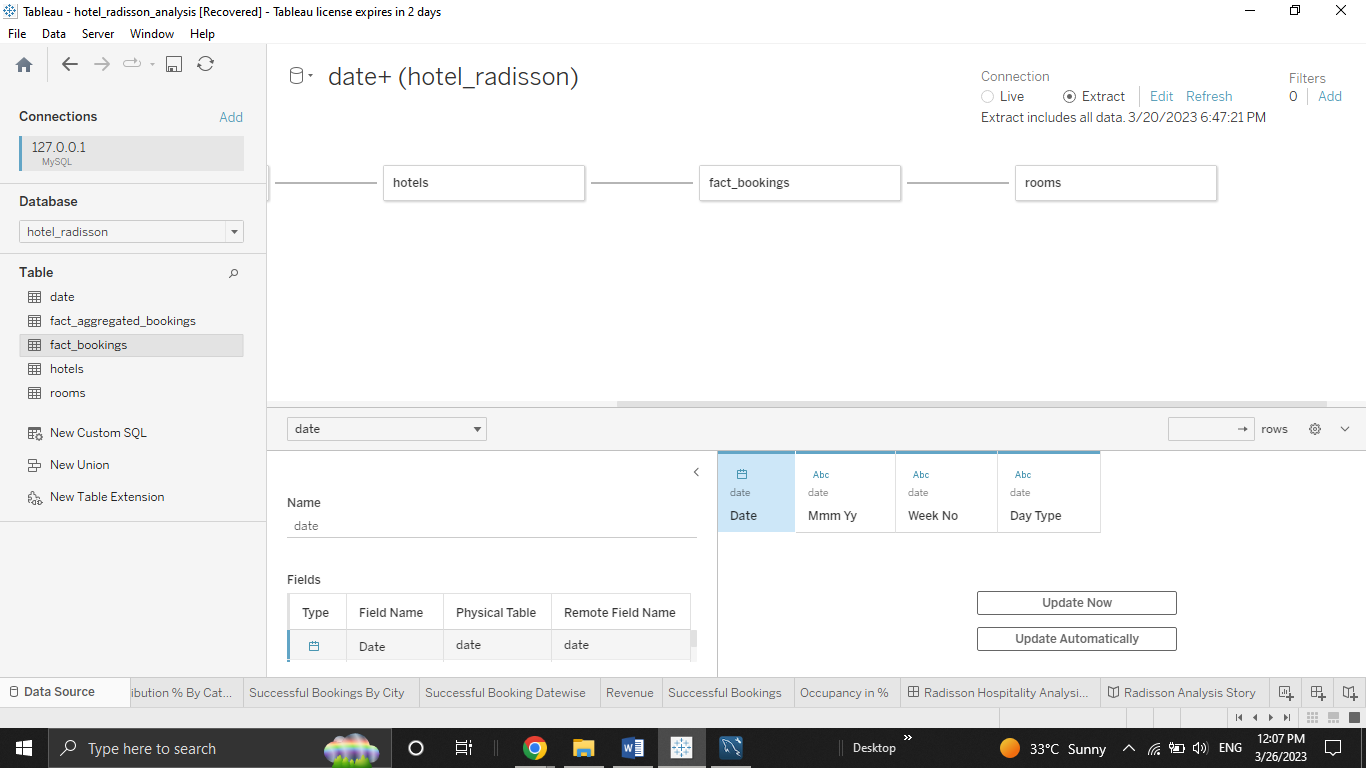 Tableau - hotel_radisson_analysis [Recovered] - Tableau license expires in 2 days
File Data Server Window Help
Connections Add
127.0.0.1
MySQL
Database
hotel_radisson
Table
date
fact_aggregated_bookings
fact_bookings
hotels
rooms
New Custom SQL
New Union
New Table Extension
date+ (hotel_radisson)
Connection
Live Extract Edit Refresh
Extract includes all data. 3/20/2023 6:47:21 PM
Filters
0 Add
hotels fact_bookings rooms
date rows
Name
date
Fields
Type Field Name Physical Table Remote Field Name
Date date date
Abc Abc Abc
date date date date
Date Mmm Yy Week No Day Type
Update Now
Update Automatically
Data Source ibution % By Cat... Successful Bookings By City Successful Booking Datewise Revenue Successful Bookings Occupancy in % Radisson Hospitality Analysi... Radisson Analysis Story
Type here to search Desktop 33°C Sunny ENG 12:07 PM
3/26/2023